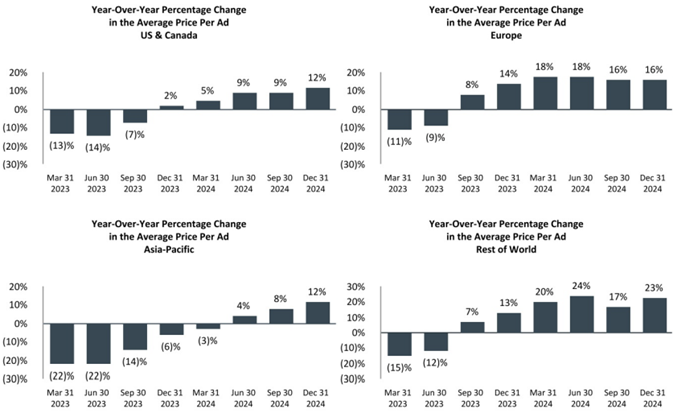 Year-Over-Year Percentage Change
in the Average Price Per Ad
US & Canada
20%
10%
0%
(10)%
(20)%
(30)%
(13)%
(14)%
(7)%
2%
5%
9%
9%
12%
Mar 31 Jun 30 Sep 30 Dec 31 Mar 31 Jun 30 Sep 30 Dec 31
2023 2023 2023 2023 2024 2024 2024 2024
Year-Over-Year Percentage Change
in the Average Price Per Ad
Europe
20%
10%
0%
(10)%
(20)%
(30)%
(11)%
(9)%
8%
14%
18%
18%
16%
16%
Mar 31 Jun 30 Sep 30 Dec 31 Mar 31 Jun 30 Sep 30 Dec 31
2023 2023 2023 2023 2024 2024 2024 2024
Year-Over-Year Percentage Change
in the Average Price Per Ad
Asia-Pacific
20%
10%
0%
(10)%
(20)%
(30)%
(22)%
(22)%
(14)%
(6)%
(3)%
4%
8%
12%
Mar 31 Jun 30 Sep 30 Dec 31 Mar 31 Jun 30 Sep 30 Dec 31
2023 2023 2023 2023 2024 2024 2024 2024
Year-Over-Year Percentage Change
in the Average Price Per Ad
Rest of World
30%
20%
10%
0%
(10)%
(20)%
(30)%
(15)%
(12)%
7%
13%
20%
24%
17%
23%
Mar 31 Jun 30 Sep 30 Dec 31 Mar 31 Jun 30 Sep 30 Dec 31
2023 2023 2023 2023 2024 2024 2024 2024